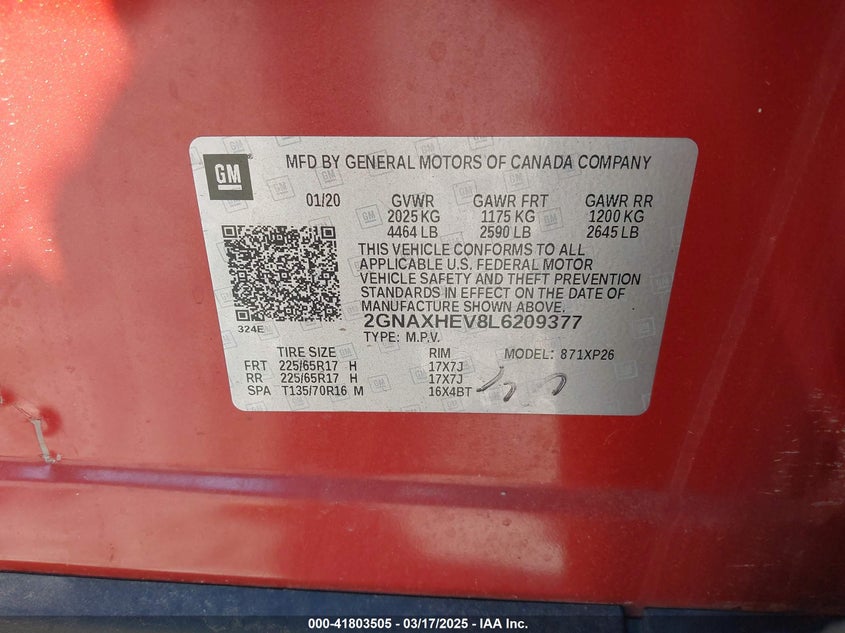 GM
MFD BY GENERAL MOTORS OF CANADA COMPANY
01/20 GVWR GAWR FRT GAWR RR
2025 KG 1175 KG 1200 KG
4464 LB 2590 LB 2645 LB
THIS VEHICLE CONFORMS TO ALL
APPLICABLE U.S. FEDERAL MOTOR
VEHICLE SAFETY AND THEFT PREVENTION
STANDARDS IN EFFECT ON THE DATE OF
MANUFACTURE SHOWN ABOVE.
324E
2GNAXHEV8L6209377
TYPE: M.P.V.
TIRE SIZE RIM MODEL: 871XP26
FRT 225/65R17 H 17X7J
RR 225/65R17 H 17X7J
SPA T135/70R16 M 16X4BT
000-41803505 - 03/17/2025 - IAA Inc.